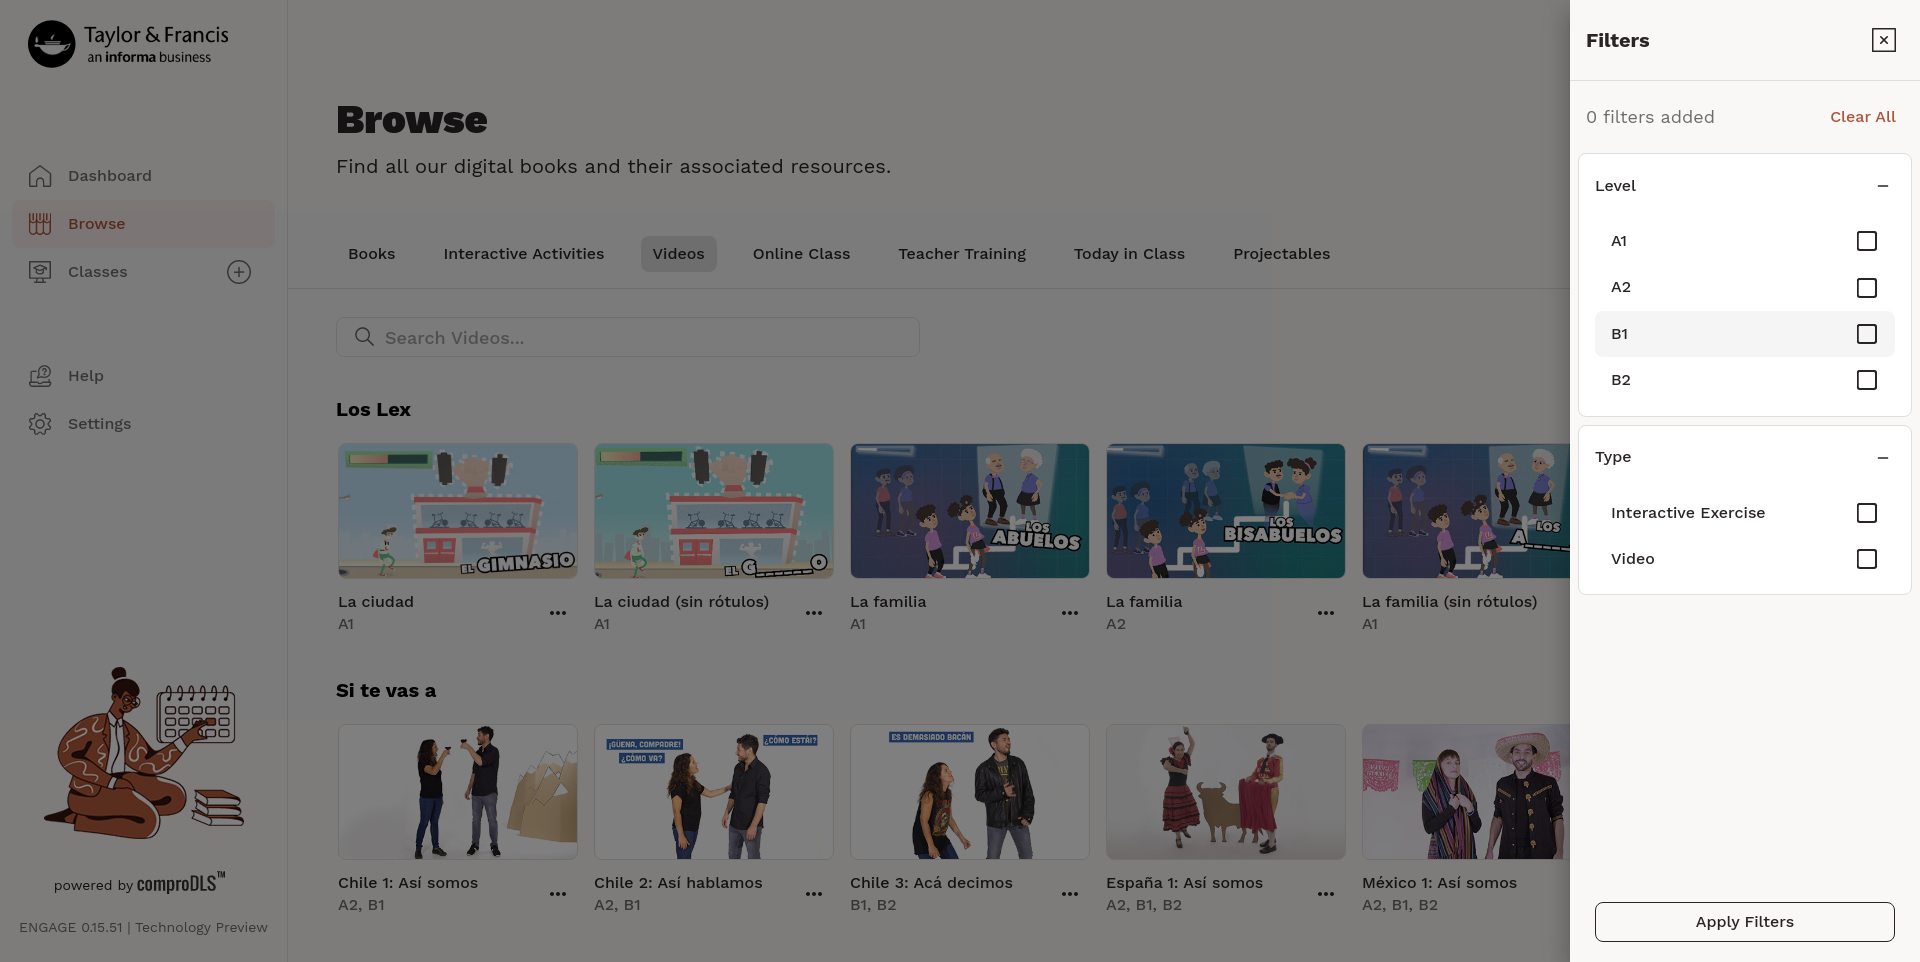 Taylor & Francis
an informa business
Dashboard
Browse
Classes
Help
Settings
powered by comproDLS™
ENGAGE 0.15.51 | Technology Preview
Browse
Find all our digital books and their associated resources.
Books
Interactive Activities
Videos
Online Class
Teacher Training
Today in Class
Projectables
Search Videos...
Los Lex
EL GIMNASIO
EL G_____O
LOS
ABUELOS
LOS
BISABUELOS
LOS
La ciudad
A1
La ciudad (sin rótulos)
A1
La familia
A1
La familia
A2
La familia (sin rótulos)
A1
Si te vas a
¡GÜENA, COMPADRE!
¿CÓMO VA?
¿CÓMO ESTÁI?
ES DEMASIADO BACÁN
Chile 1: Así somos
A2, B1
Chile 2: Así hablamos
A2, B1
Chile 3: Acá decimos
B1, B2
España 1: Así somos
A2, B1, B2
México 1: Así somos
A2, B1, B2
Filters
0 filters added
Clear All
Level
A1
A2
B1
B2
Type
Interactive Exercise
Video
Apply Filters